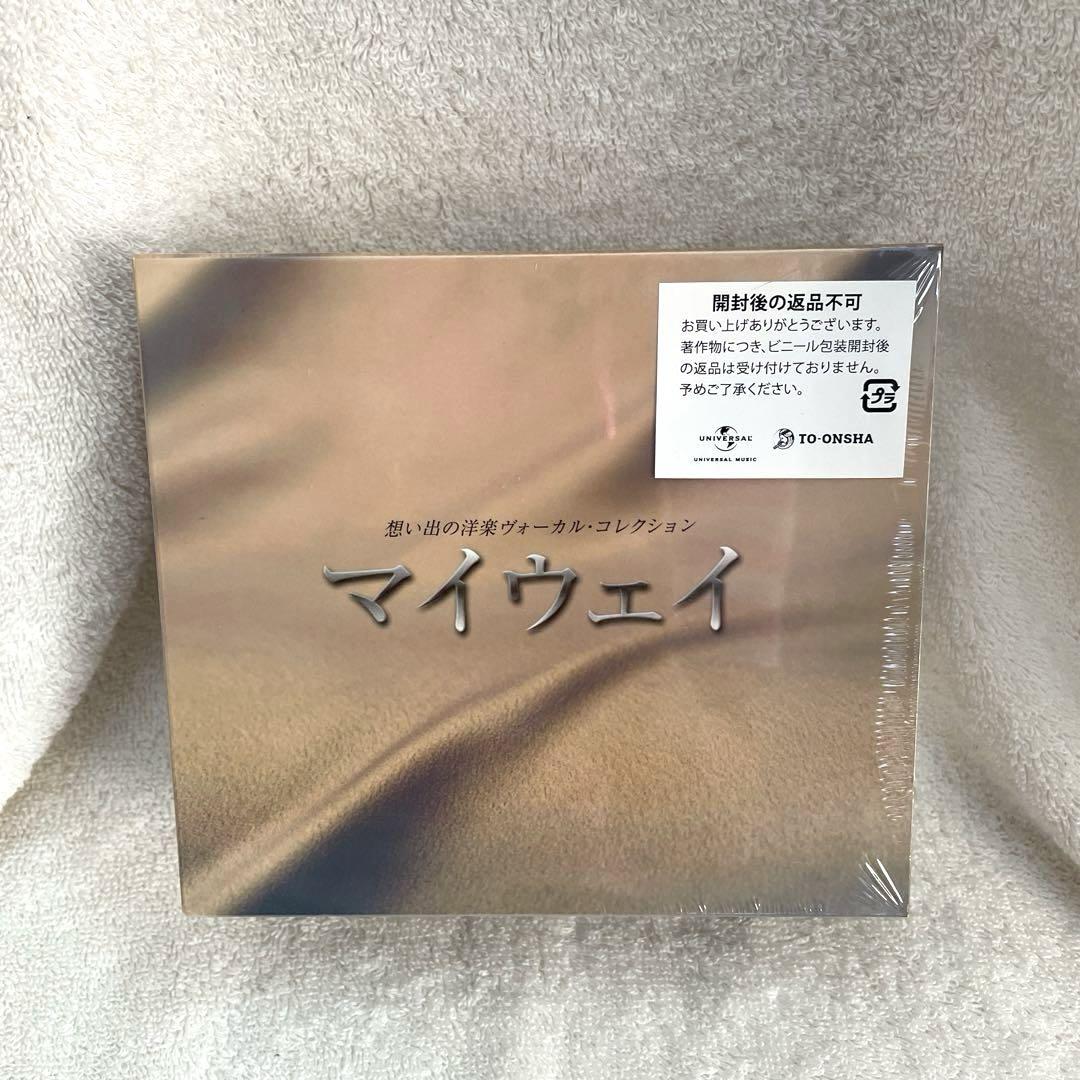 開封後の返品不可
お買い上げありがとうございます。
著作物につき、ビニール包装開封後
の返品は受け付けておりません。
予めご了承ください。
プラ
UNIVERSAL
UNIVERSAL MUSIC
TO-ONSHA
想い出の洋楽ヴォーカル・コレクション
マイウェイ